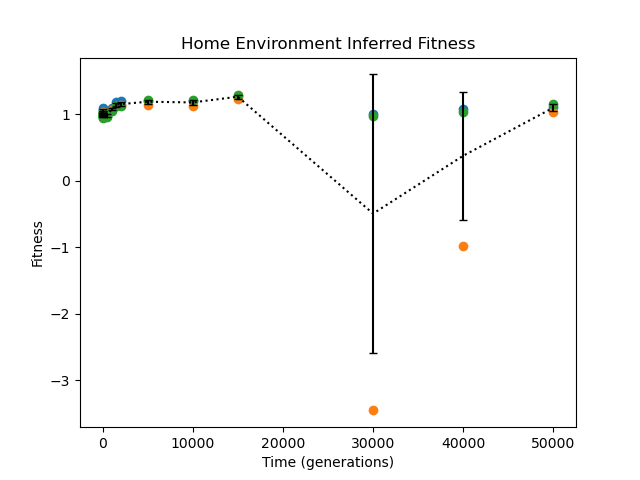 Home Environment Inferred Fitness
1
0
−1
−2
−3
Fitness
0 10000 20000 30000 40000 50000
Time (generations)